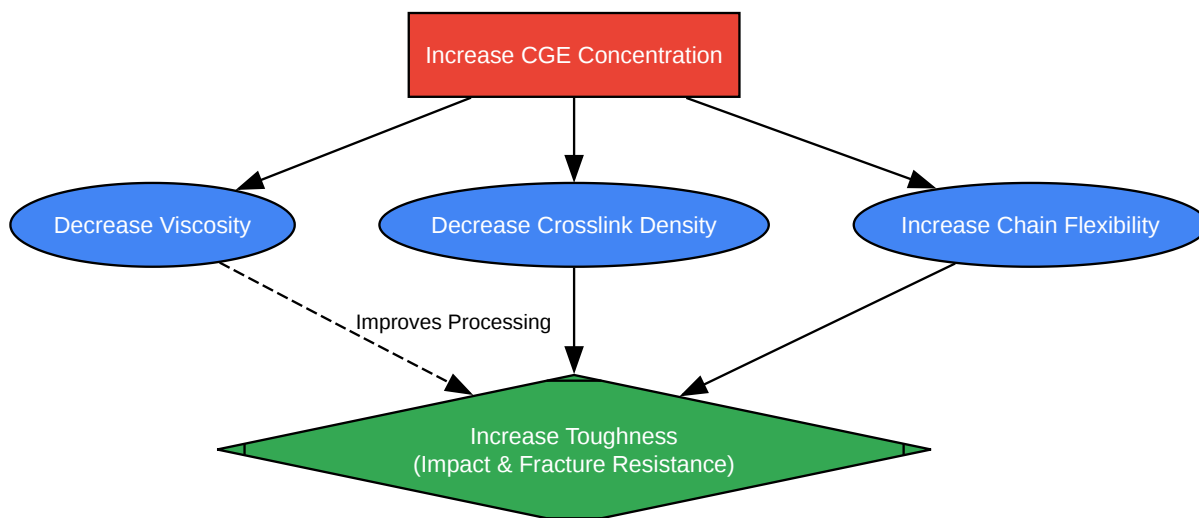 Increase CGE Concentration
Decrease Viscosity
Decrease Crosslink Density
Increase Chain Flexibility
Improves Processing
Increase Toughness
(Impact & Fracture Resistance)